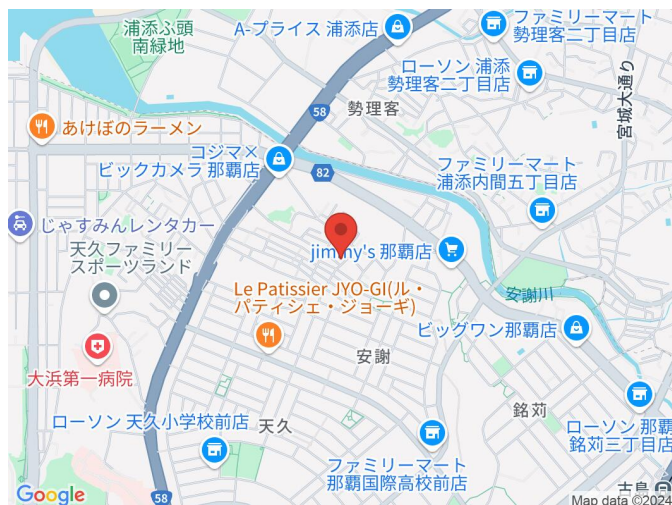 浦添ふ頭
南緑地
A-プライス 浦添店
ファミリーマート
勢理客二丁目店
ローソン 浦添
勢理客二丁目店
宮城大通り
58
勢理客
あけぼのラーメン
コジマ×
ビックカメラ 那覇店
82
ファミリーマート
浦添内間五丁目店
じゃすみんレンタカー
天久ファミリー
スポーツランド
jimmy's 那覇店
安謝川
Le Patissier JYO-GI(ル・
パティシェ・ジョーギ)
ビッグワン那覇店
安謝
大浜第一病院
銘苅
天久
ローソン 天久小学校前店
ローソン 那覇
銘苅三丁目店
ファミリーマート
那覇国際高校前店
古島
58
Google
Map data ©2024